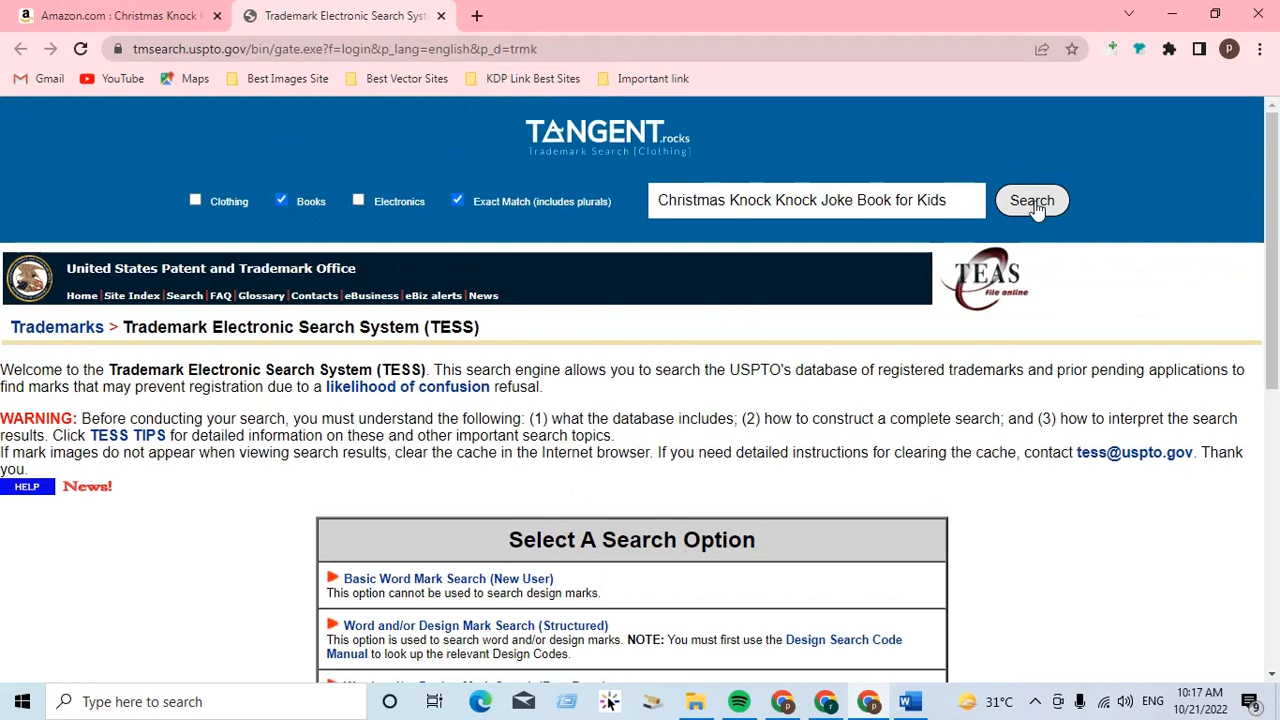 Amazon.com : Christmas Knock
Trademark Electronic Search Sys
tmsearch.uspto.gov/bin/gate.exe?f=login&p_lang=english&p_d=trmk
p
Gmail YouTube Maps Best Images Site Best Vector Sites KDP Link Best Sites Important link
TANGENT.rocks
Trademark Search [Clothing]
Clothing Books Electronics Exact Match (includes plurals) Christmas Knock Knock Joke Book for Kids Search
United States Patent and Trademark Office
Home | Site Index | Search | FAQ | Glossary | Contacts | eBusiness | eBiz alerts | News
TEAS
file online
Trademarks > Trademark Electronic Search System (TESS)
Welcome to the Trademark Electronic Search System (TESS). This search engine allows you to search the USPTO's database of registered trademarks and prior pending applications to
find marks that may prevent registration due to a likelihood of confusion refusal.
WARNING: Before conducting your search, you must understand the following: (1) what the database includes; (2) how to construct a complete search; and (3) how to interpret the search
results. Click TESS TIPS for detailed information on these and other important search topics.
If mark images do not appear when viewing search results, clear the cache in the Internet browser. If you need detailed instructions for clearing the cache, contact tess@uspto.gov. Thank
you.
HELP News!
Select A Search Option
Basic Word Mark Search (New User)
This option cannot be used to search design marks.
Word and/or Design Mark Search (Structured)
This option is used to search word and/or design marks. NOTE: You must first use the Design Search Code
Manual to look up the relevant Design Codes.
Type here to search
31°C ENG
10:17 AM
10/21/2022
9